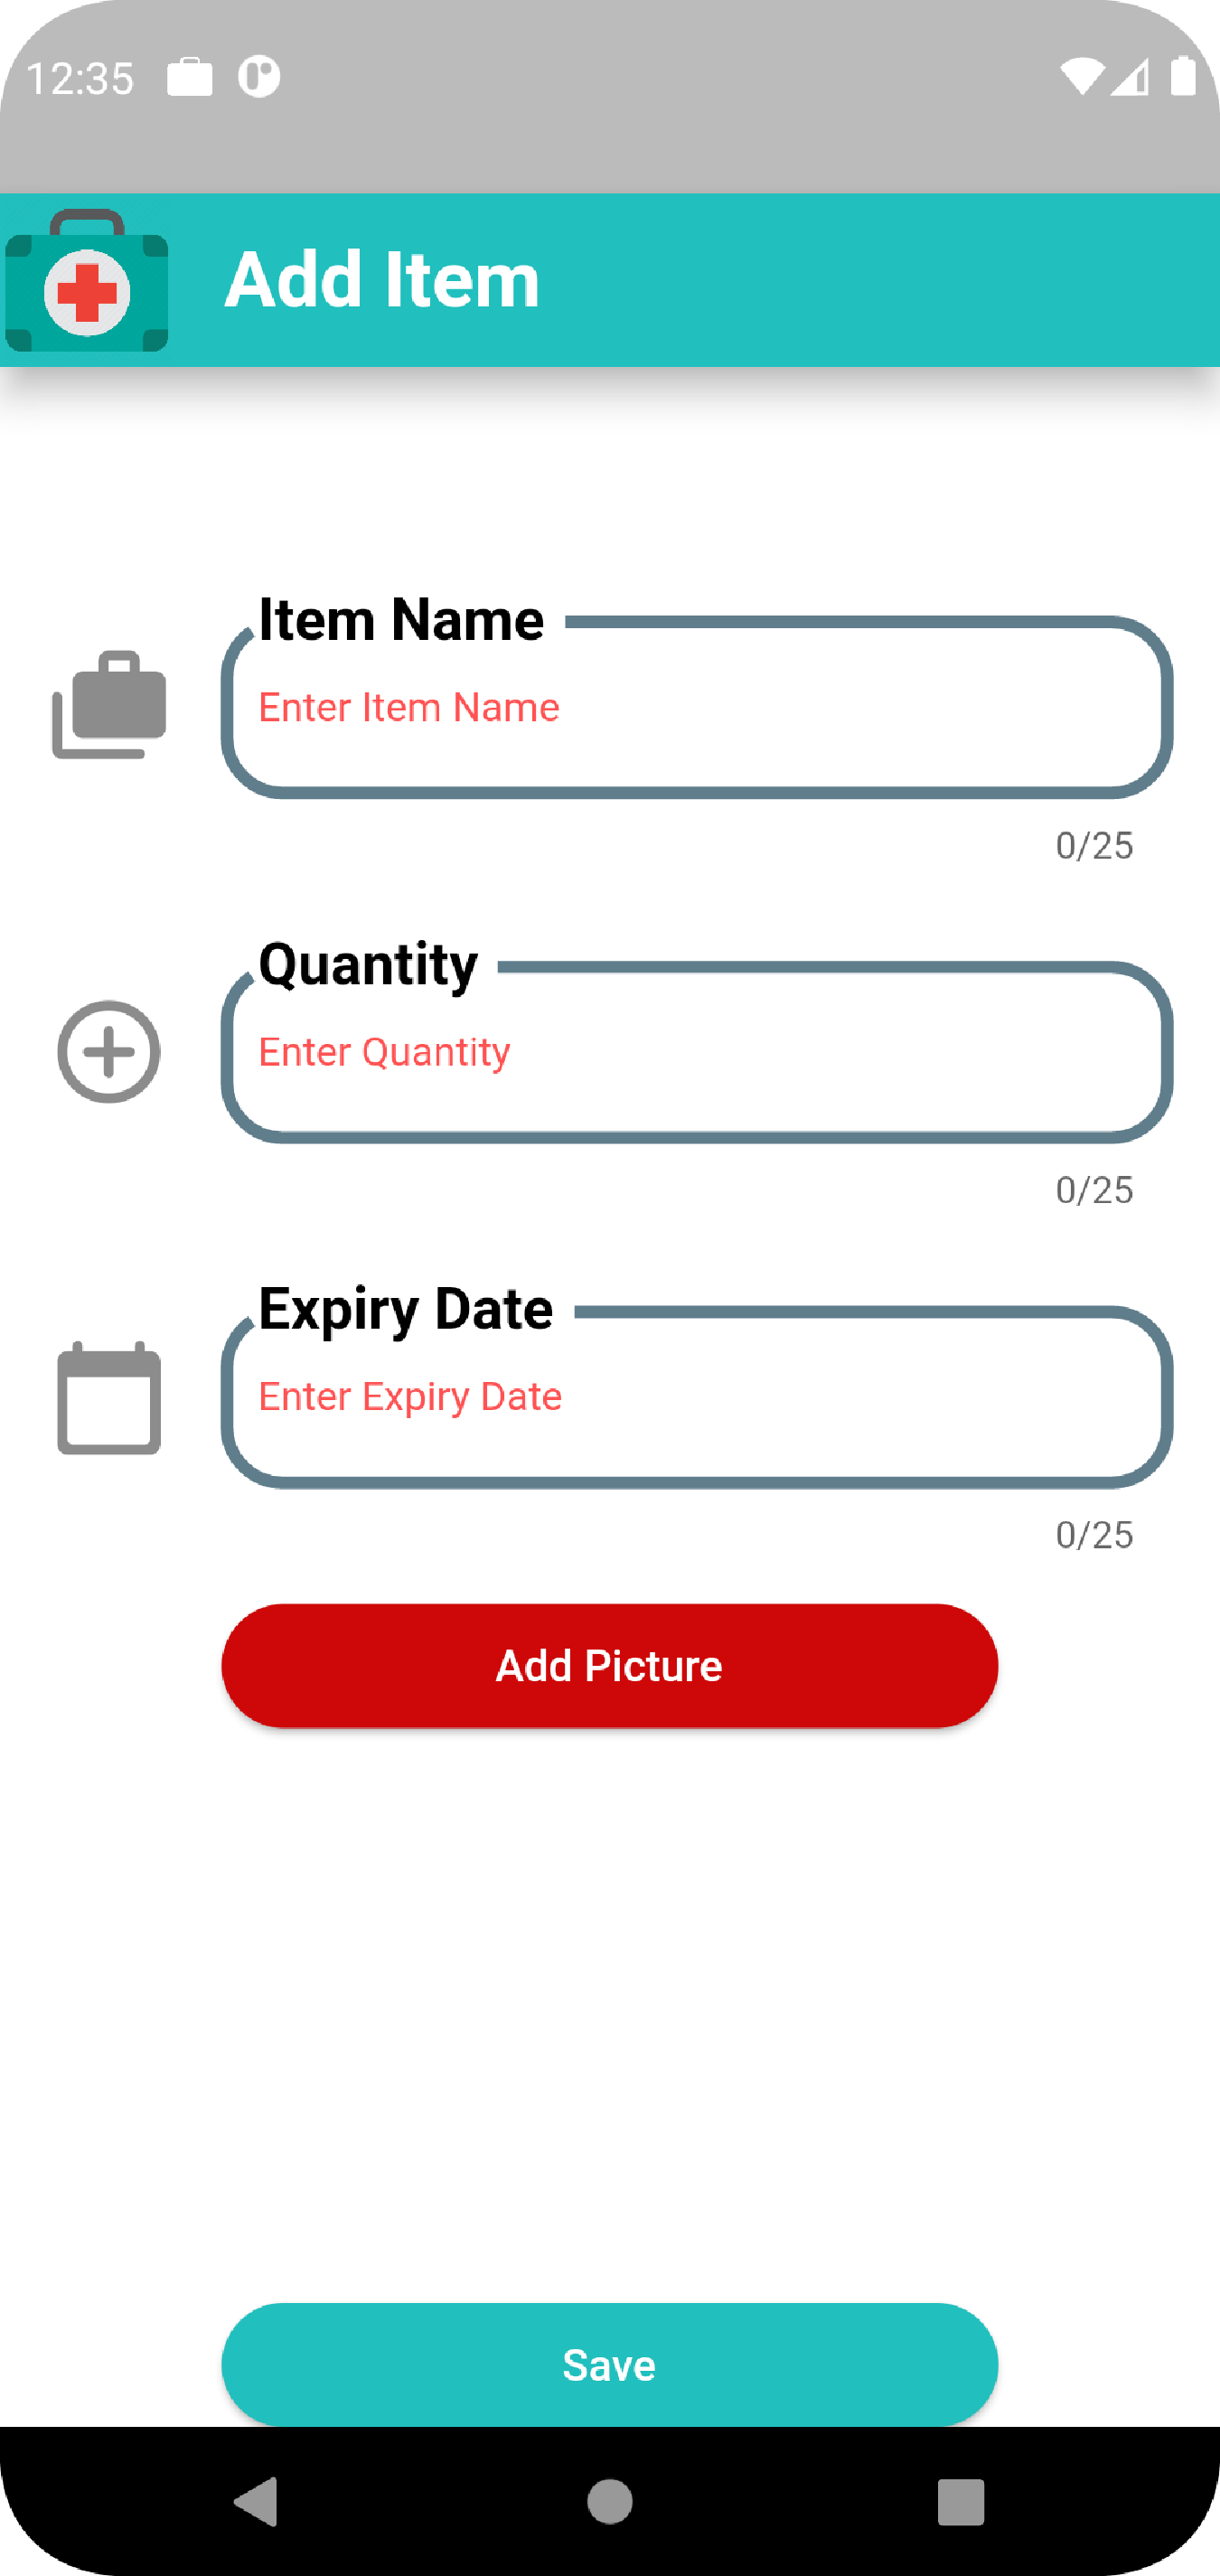 12:35
Add Item
Item Name
Enter Item Name
0/25
Quantity
Enter Quantity
0/25
Expiry Date
Enter Expiry Date
0/25
Add Picture
Save